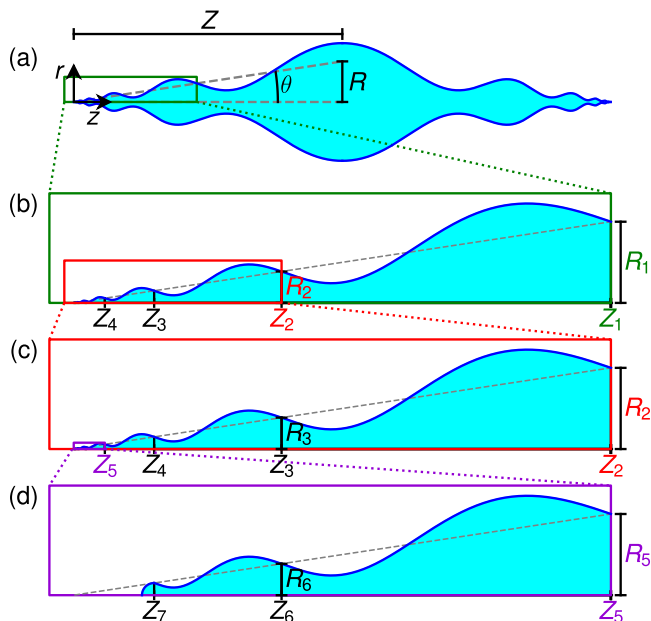 Z
(a)
r
θ
R
z
(b)
R₁
R₂
Z₄
Z₃
Z₂
Z₁
(c)
R₂
R₃
Z₅
Z₄
Z₃
Z₂
(d)
R₅
R₆
Z₇
Z₆
Z₅